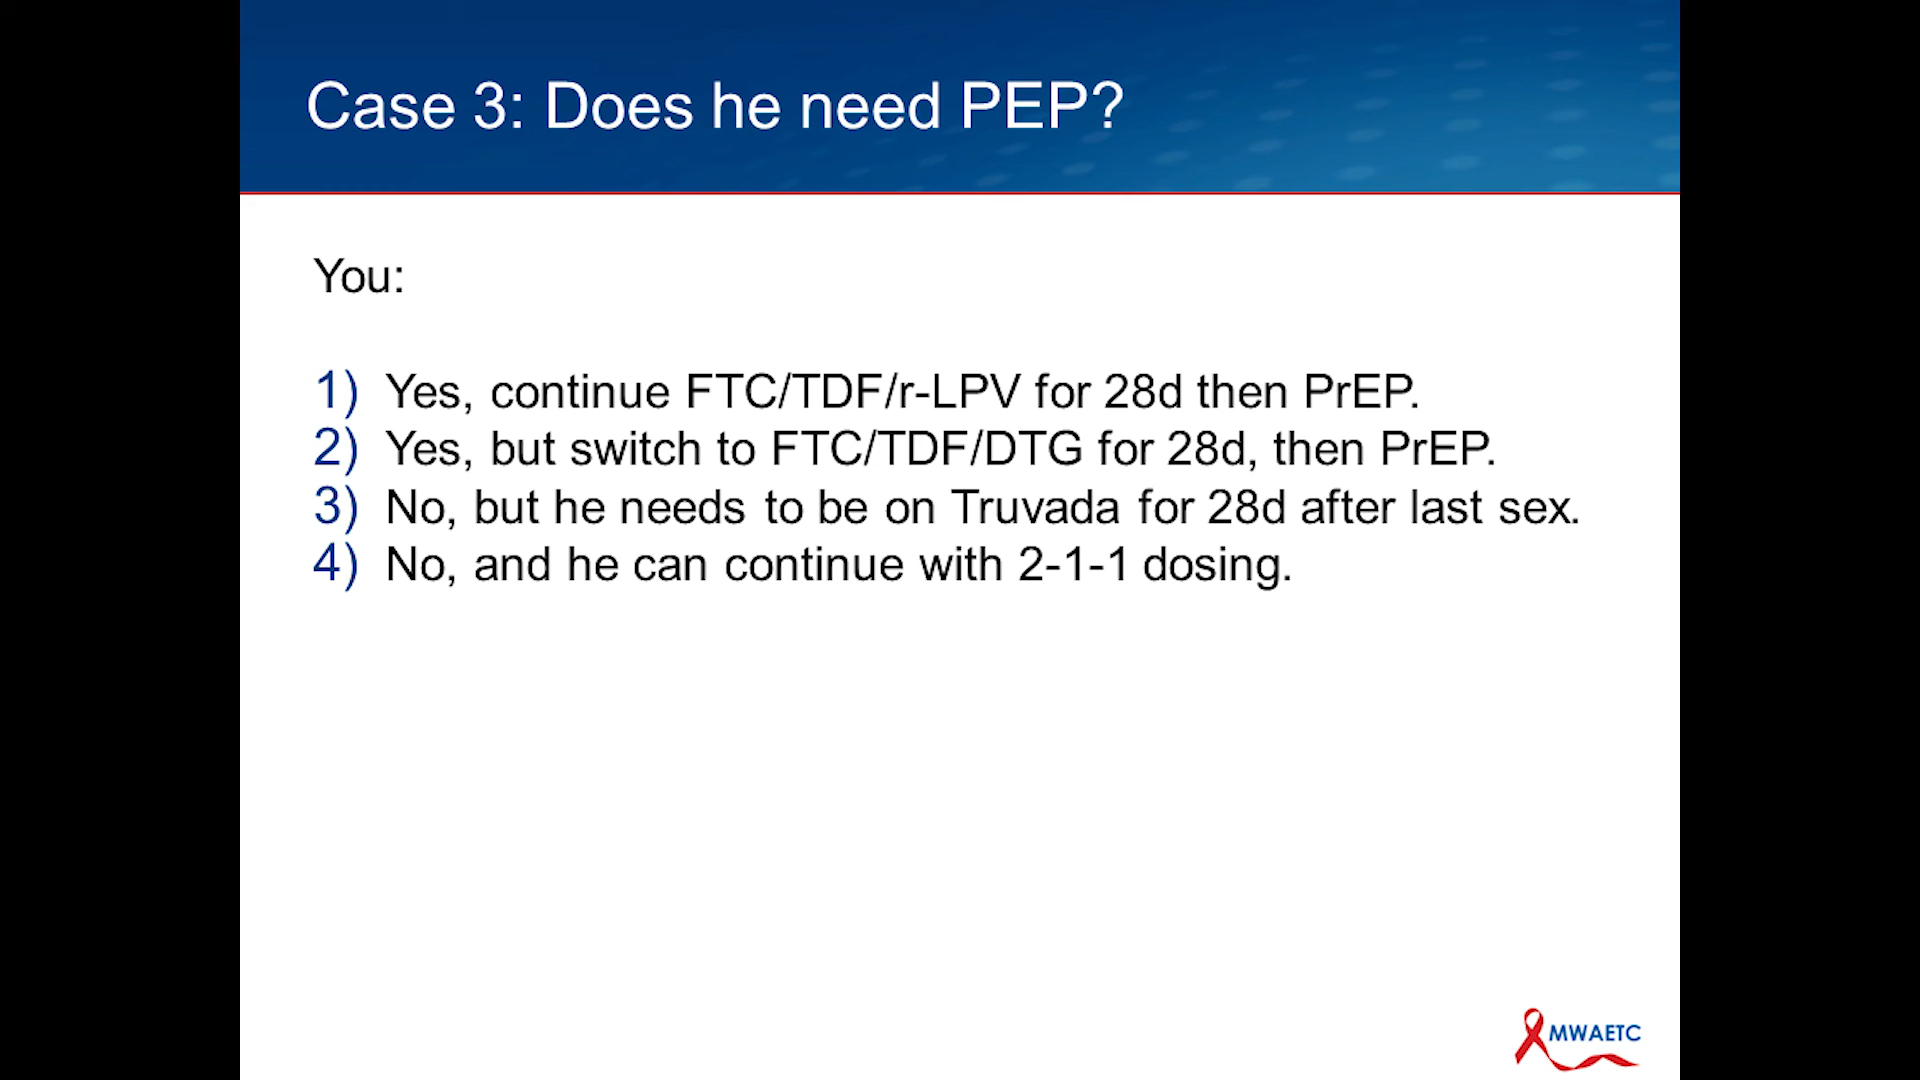 Case 3: Does he need PEP?
You:
1) Yes, continue FTC/TDF/r-LPV for 28d then PrEP.
2) Yes, but switch to FTC/TDF/DTG for 28d, then PrEP.
3) No, but he needs to be on Truvada for 28d after last sex.
4) No, and he can continue with 2-1-1 dosing.
MWAETC